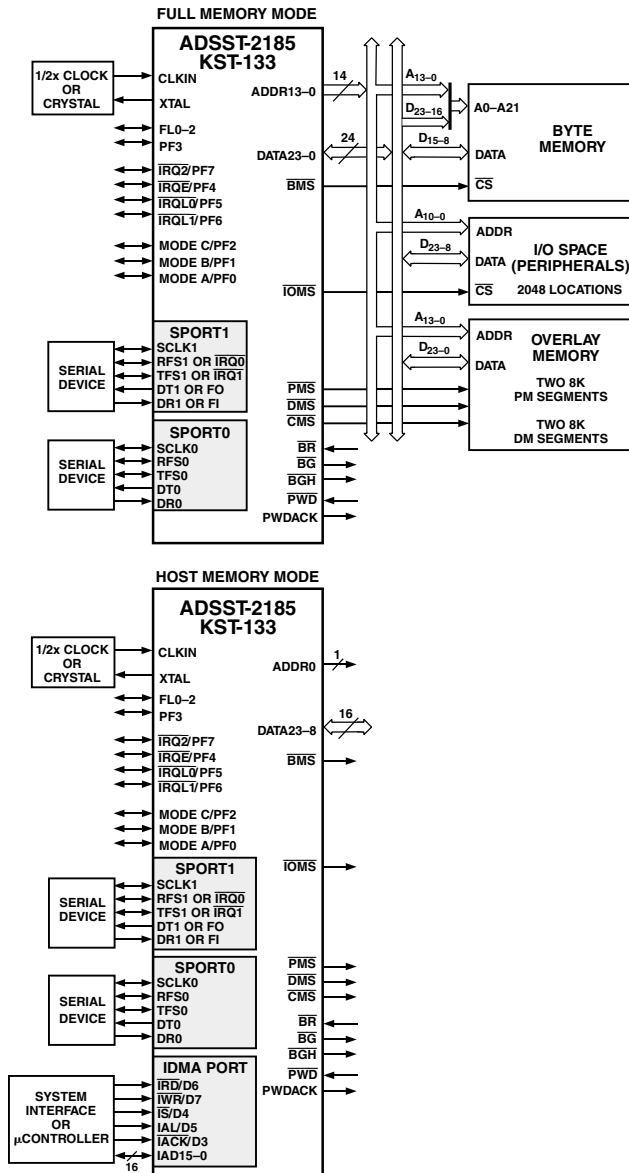 FULL MEMORY MODE
ADSST-2185
KST-133
1/2x CLOCK
OR
CRYSTAL
CLKIN
XTAL
FL0–2
PF3
IRQ2/PF7
IRQE/PF4
IRQL0/PF5
IRQL1/PF6
MODE C/PF2
MODE B/PF1
MODE A/PF0
SPORT1
SERIAL
DEVICE
SCLK1
RFS1 OR IRQ0
TFS1 OR IRQ1
DT1 OR FO
DR1 OR FI
SPORT0
SERIAL
DEVICE
SCLK0
RFS0
TFS0
DT0
DR0
ADDR13–0
14
DATA23–0
24
BMS
IOMS
PMS
DMS
CMS
BR
BG
BGH
PWD
PWDACK
A13–0
D23–16
D15–8
A0–A21
DATA
CS
BYTE
MEMORY
A10–0
D23–8
ADDR
DATA
CS
I/O SPACE
(PERIPHERALS)
2048 LOCATIONS
A13–0
D23–0
ADDR
DATA
OVERLAY
MEMORY
TWO 8K
PM SEGMENTS
TWO 8K
DM SEGMENTS
HOST MEMORY MODE
ADSST-2185
KST-133
1/2x CLOCK
OR
CRYSTAL
CLKIN
XTAL
FL0–2
PF3
IRQ2/PF7
IRQE/PF4
IRQL0/PF5
IRQL1/PF6
MODE C/PF2
MODE B/PF1
MODE A/PF0
SPORT1
SERIAL
DEVICE
SCLK1
RFS1 OR IRQ0
TFS1 OR IRQ1
DT1 OR FO
DR1 OR FI
SPORT0
SERIAL
DEVICE
SCLK0
RFS0
TFS0
DT0
DR0
IDMA PORT
SYSTEM
INTERFACE
OR
µCONTROLLER
IRD/D6
IWR/D7
IS/D4
IAL/D5
IACK/D3
IAD15–0
16
ADDR0
1
DATA23–8
16
BMS
IOMS
PMS
DMS
CMS
BR
BG
BGH
PWD
PWDACK